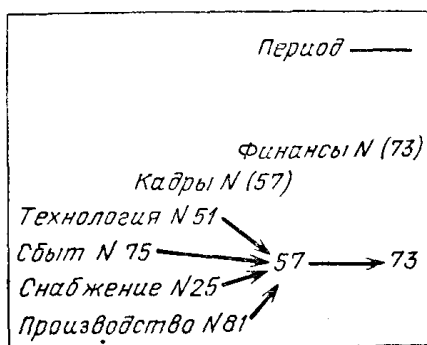 Период
Финансы N (73)
Кадры N (57)
Технология N 51
Сбыт N 75
57 73
Снабжение N25
Производство N81